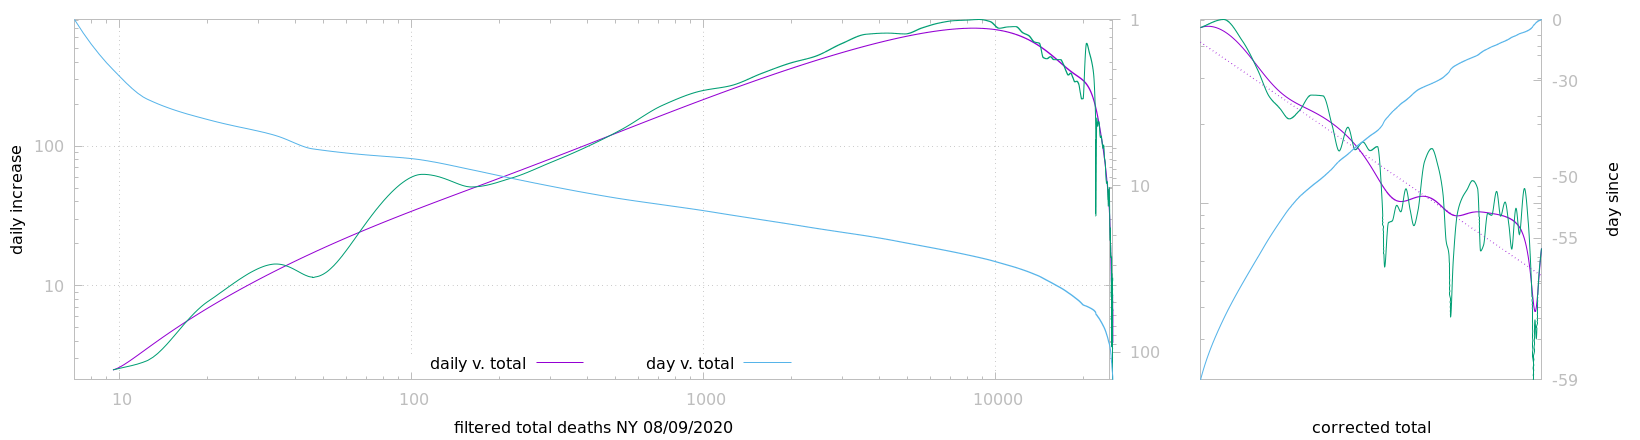 daily increase
100
10
10
100
1000
10000
1
10
100
daily v. total
day v. total
filtered total deaths NY 08/09/2020
0
-30
-50
-55
-59
day since
corrected total